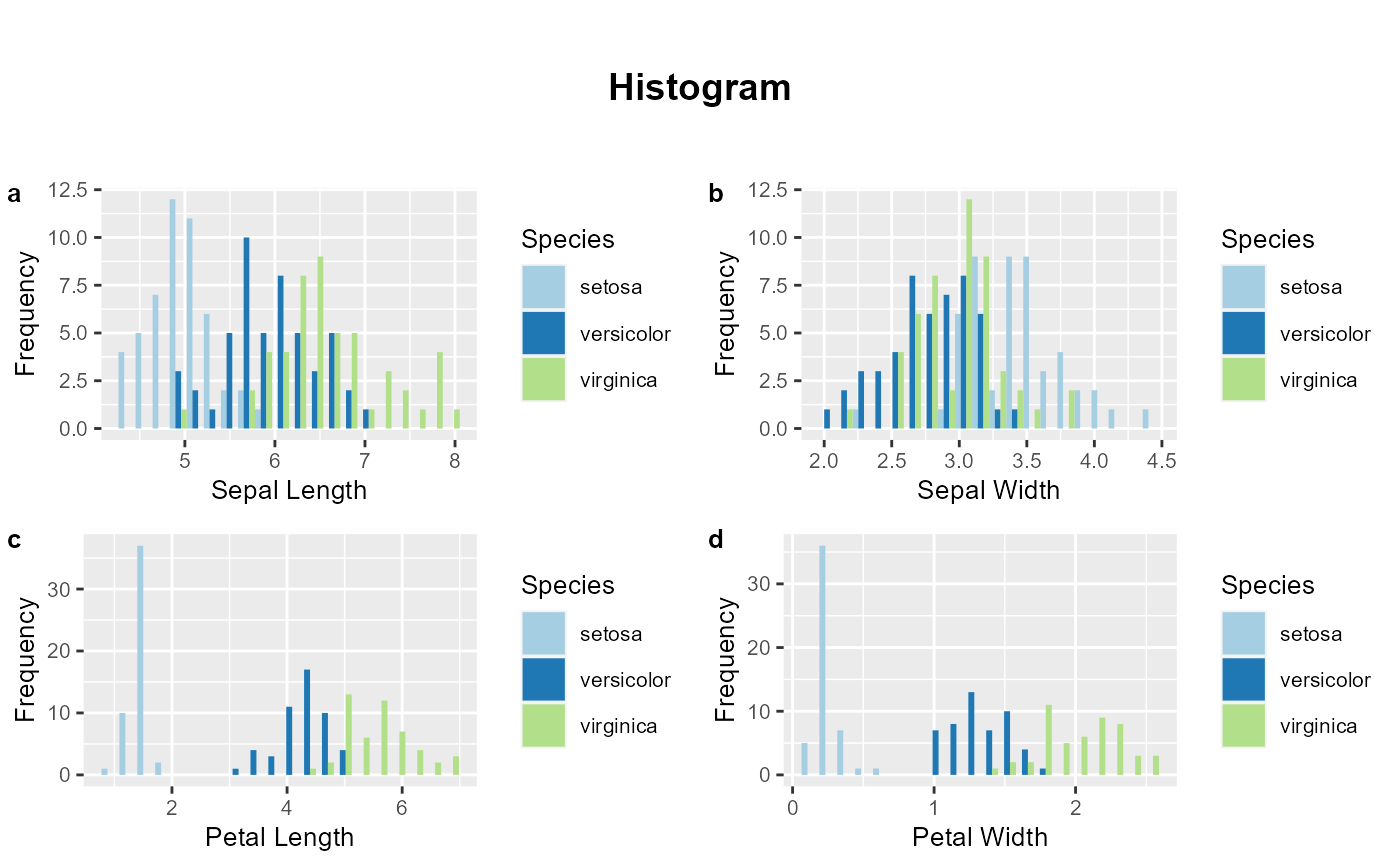 Histogram
a
12.5
10.0
7.5
5.0
2.5
0.0
Frequency
5 6 7 8
Sepal Length
Species
setosa
versicolor
virginica
b
12.5
10.0
7.5
5.0
2.5
0.0
Frequency
2.0 2.5 3.0 3.5 4.0 4.5
Sepal Width
Species
setosa
versicolor
virginica
c
30
20
10
0
Frequency
2 4 6
Petal Length
Species
setosa
versicolor
virginica
d
30
20
10
0
Frequency
0 1 2
Petal Width
Species
setosa
versicolor
virginica